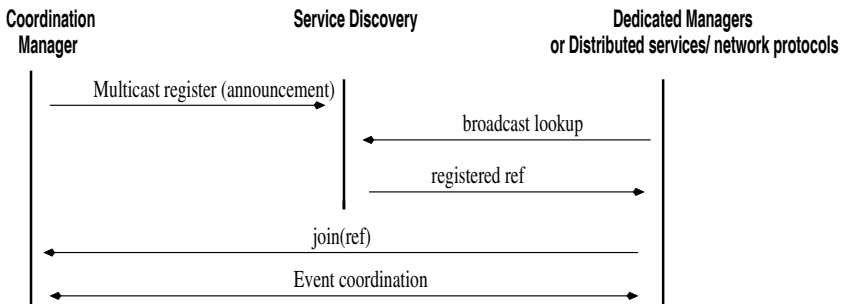 Coordination
Manager
Service Discovery
Dedicated Managers
or Distributed services/ network protocols
Multicast register (announcement)
broadcast lookup
registered ref
join(ref)
Event coordination